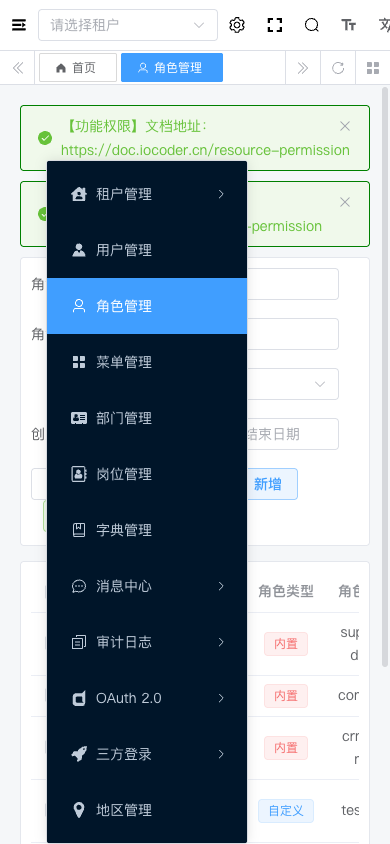 请选择租户
首页
角色管理
【功能权限】文档地址：
https://doc.iocoder.cn/resource-permission
-permission
租户管理
用户管理
角色管理
菜单管理
部门管理
岗位管理
字典管理
消息中心
审计日志
OAuth 2.0
三方登录
地区管理
角
角
创
结束日期
新增
角色类型
角色
内置
内置
内置
自定义